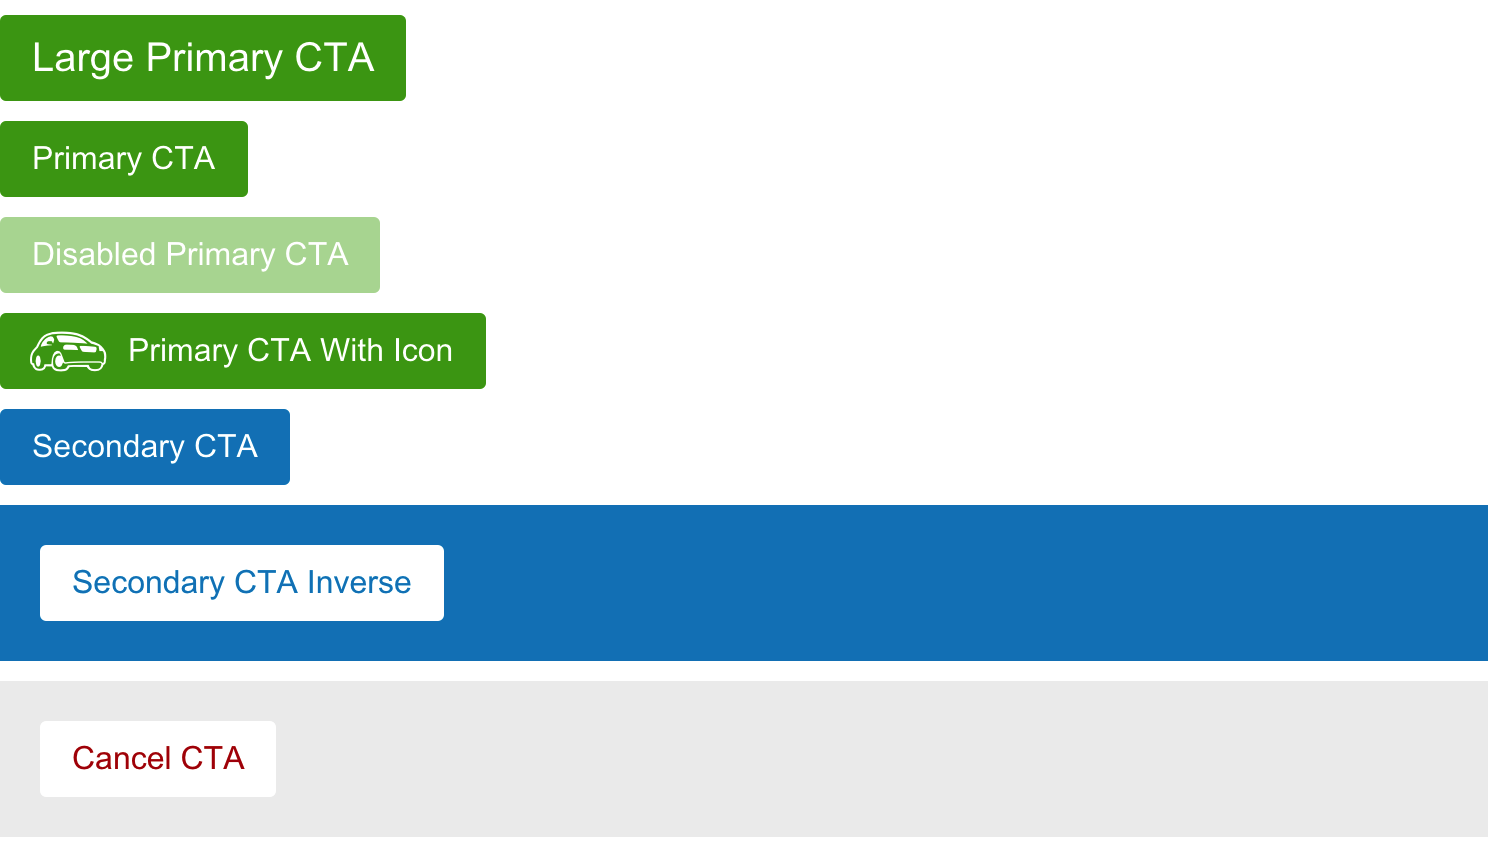 Large Primary CTA
Primary CTA
Disabled Primary CTA
Primary CTA With Icon
Secondary CTA
Secondary CTA Inverse
Cancel CTA